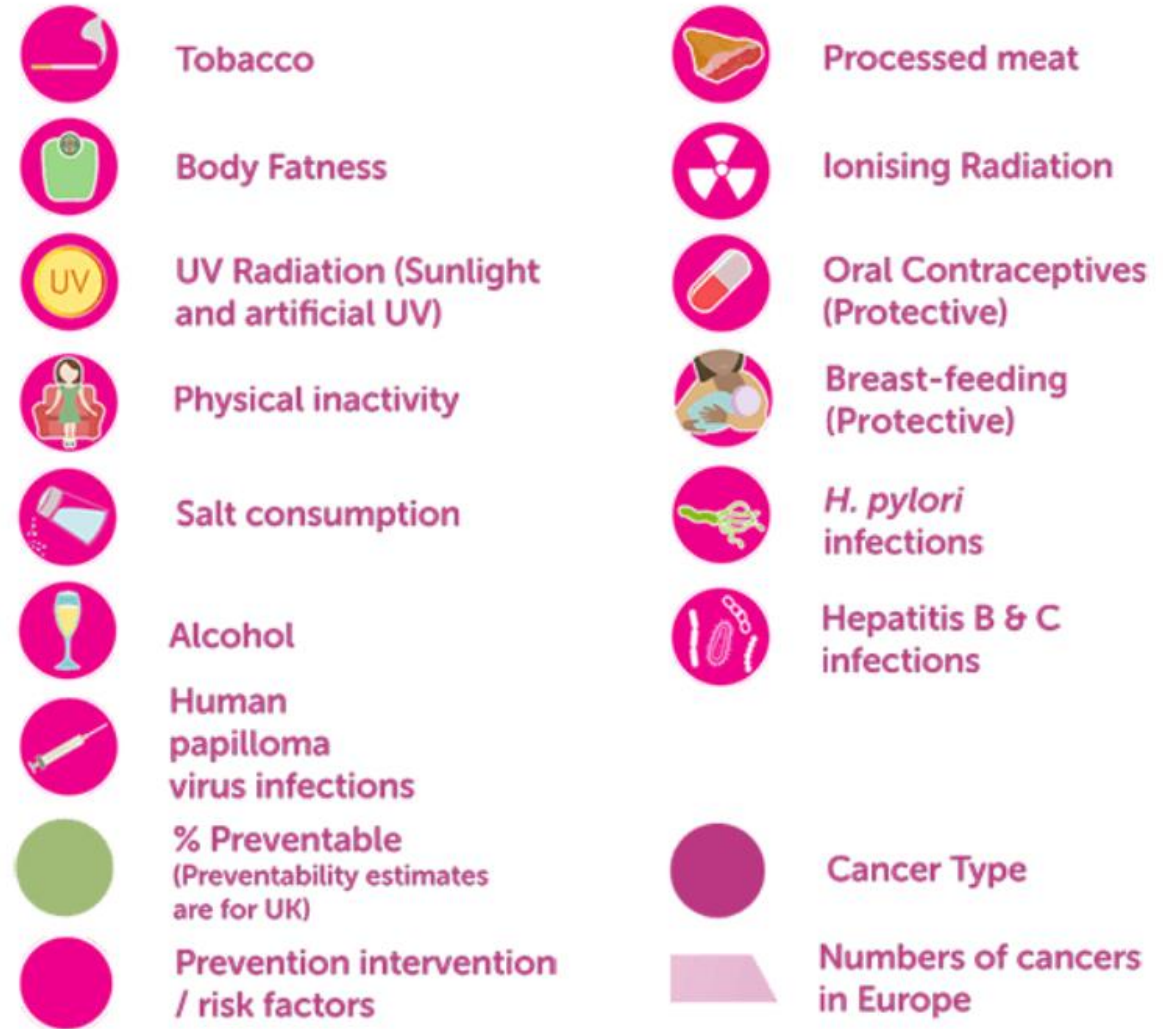 Tobacco
Body Fatness
UV
UV Radiation (Sunlight
and artificial UV)
Physical inactivity
Salt consumption
Alcohol
Human
papilloma
virus infections
% Preventable
(Preventability estimates
are for UK)
Prevention intervention
/ risk factors
Processed meat
Ionising Radiation
Oral Contraceptives
(Protective)
Breast-feeding
(Protective)
H. pylori
infections
Hepatitis B & C
infections
Cancer Type
Numbers of cancers
in Europe